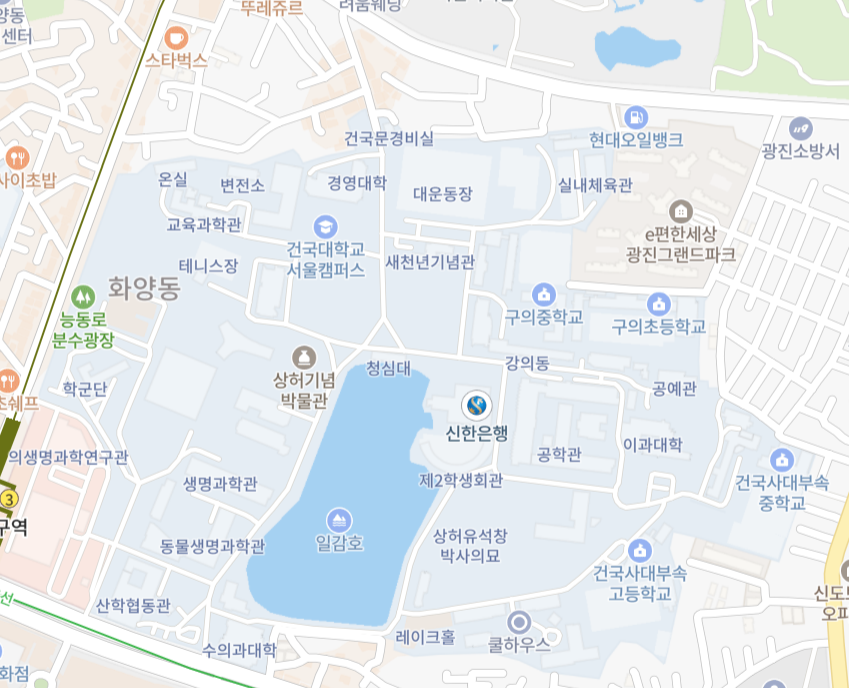 뚜레쥬르
려움웨딩
양동
센터
스타벅스
건국문경비실
현대오일뱅크
광진소방서
사이초밥
온실
변전소
경영대학
대운동장
실내체육관
교육과학관
e편한세상
광진그랜드파크
건국대학교
서울캠퍼스
테니스장
새천년기념관
화양동
구의중학교
구의초등학교
능동로
분수광장
청심대
강의동
상허기념
박물관
학군단
공예관
초쉐프
신한은행
이과대학
공학관
의생명과학연구관
생명과학관
제2학생회관
건국사대부속
중학교
3
구역
일감호
상허유석창
박사의묘
동물생명과학관
건국사대부속
고등학교
신도브
오피
선
산학협동관
레이크홀
쿨하우스
수의과대학
화점